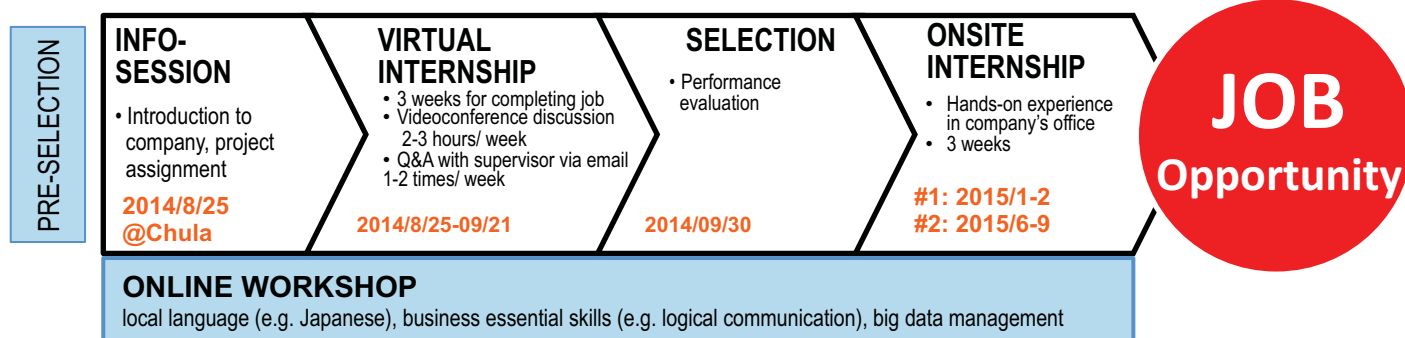 PRE-SELECTION
INFO-
SESSION
• Introduction to
company, project
assignment
2014/8/25
@Chula
VIRTUAL
INTERNSHIP
• 3 weeks for completing job
• Videoconference discussion
2-3 hours/ week
• Q&A with supervisor via email
1-2 times/ week
2014/8/25-09/21
SELECTION
• Performance
evaluation
2014/09/30
ONSITE
INTERNSHIP
• Hands-on experience
in company's office
• 3 weeks
#1: 2015/1-2
#2: 2015/6-9
JOB
Opportunity
ONLINE WORKSHOP
local language (e.g. Japanese), business essential skills (e.g. logical communication), big data management